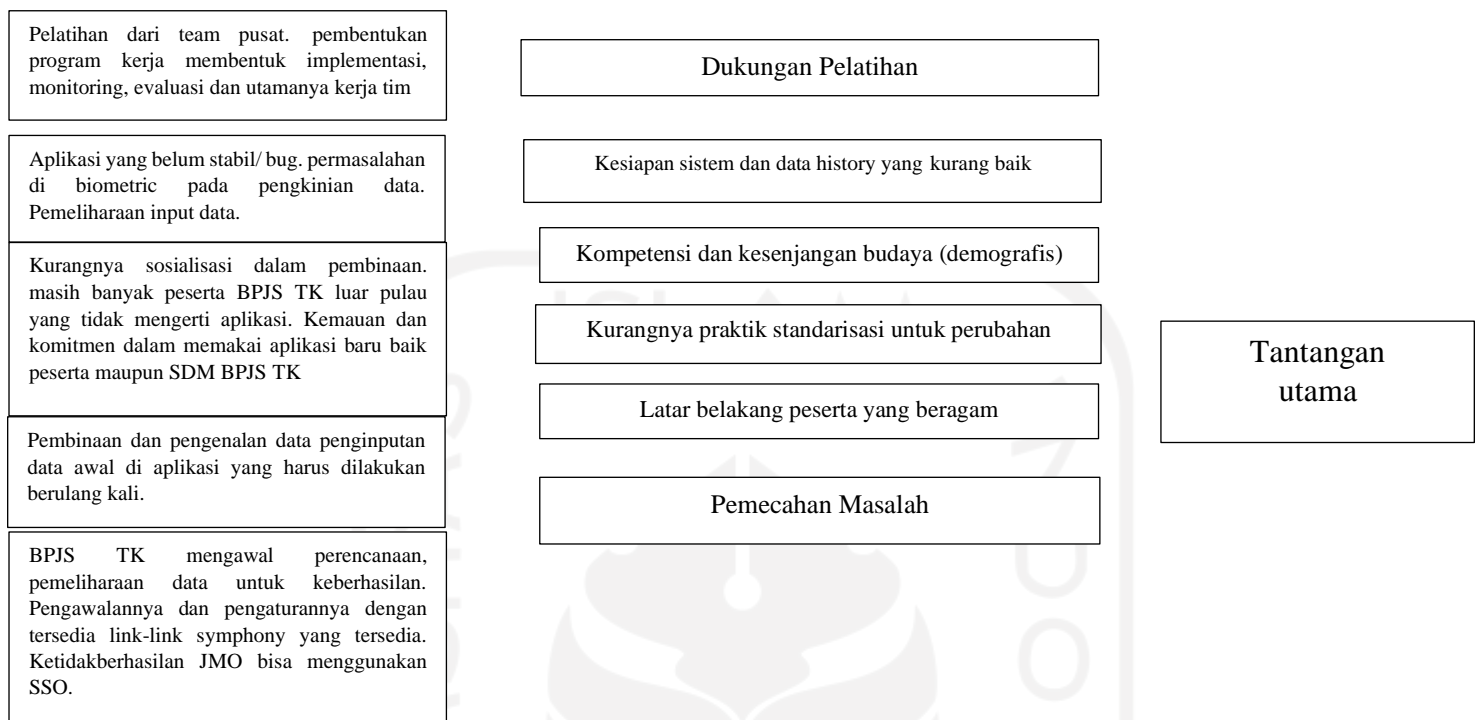 Pelatihan dari team pusat. pembentukan
program kerja membentuk implementasi,
monitoring, evaluasi dan utamanya kerja tim
Aplikasi yang belum stabil/ bug. permasalahan
di biometric pada pengkinian data.
Pemeliharaan input data.
Kurangnya sosialisasi dalam pembinaan.
masih banyak peserta BPJS TK luar pulau
yang tidak mengerti aplikasi. Kemauan dan
komitmen dalam memakai aplikasi baru baik
peserta maupun SDM BPJS TK
Pembinaan dan pengenalan data penginputan
data awal di aplikasi yang harus dilakukan
berulang kali.
BPJS TK mengawal perencanaan,
pemeliharaan data untuk keberhasilan.
Pengawalannya dan pengaturannya dengan
tersedia link-link symphony yang tersedia.
Ketidakberhasilan JMO bisa menggunakan
SSO.
Dukungan Pelatihan
Kesiapan sistem dan data history yang kurang baik
Kompetensi dan kesenjangan budaya (demografis)
Kurangnya praktik standarisasi untuk perubahan
Latar belakang peserta yang beragam
Pemecahan Masalah
Tantangan
utama